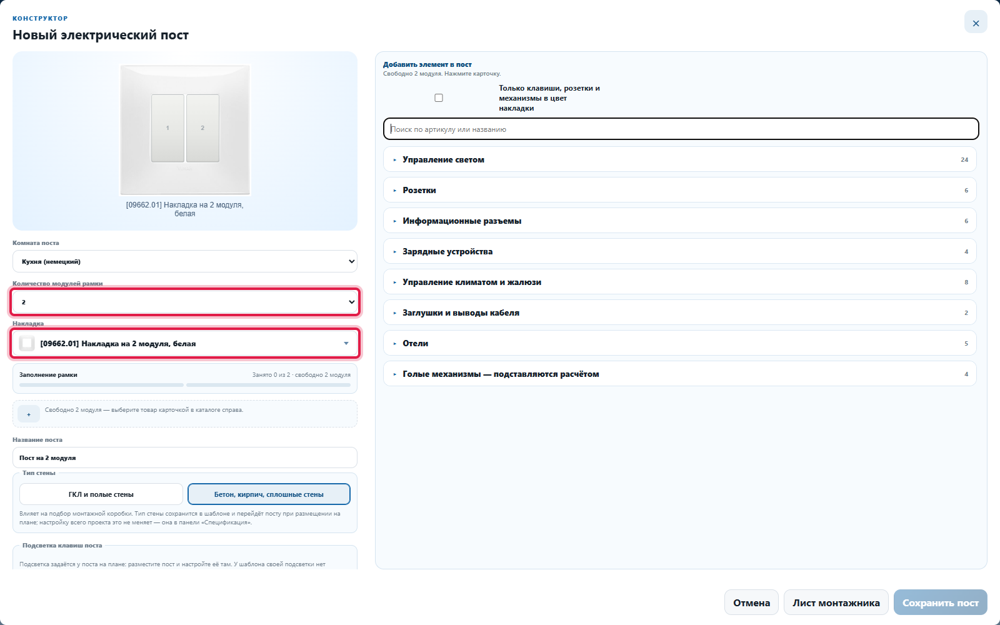 КОНСТРУКТОР
Новый электрический пост
×
1
2
[09662.01] Накладка на 2 модуля,
белая
Комната поста
Кухня (немецкий)
Количество модулей рамки
2
Накладка
[09662.01] Накладка на 2 модуля, белая
Заполнение рамки
Занято 0 из 2 · свободно 2 модуля
+
Свободно 2 модуля — выберите товар карточкой в каталоге справа.
Название поста
Пост на 2 модуля
Тип стены
ГКЛ и полые стены
Бетон, кирпич, сплошные стены
Влияет на подбор монтажной коробки. Тип стены сохранится в шаблоне и перейдёт посту при размещении на
плане; настройку всего проекта это не меняет — она в панели «Спецификация».
Подсветка клавиш поста
Подсветка задаётся у поста на плане: разместите пост и настройте её там. У шаблона своей подсветки нет
Добавить элемент в пост
Свободно 2 модуля. Нажмите карточку.
Только клавиши, розетки и
механизмы в цвет
накладки
Поиск по артикулу или названию
Управление светом
24
Розетки
6
Информационные разъемы
6
Зарядные устройства
4
Управление климатом и жалюзи
8
Заглушки и выводы кабеля
2
Отели
5
Голые механизмы — подставляются расчётом
4
Отмена
Лист монтажника
Сохранить пост